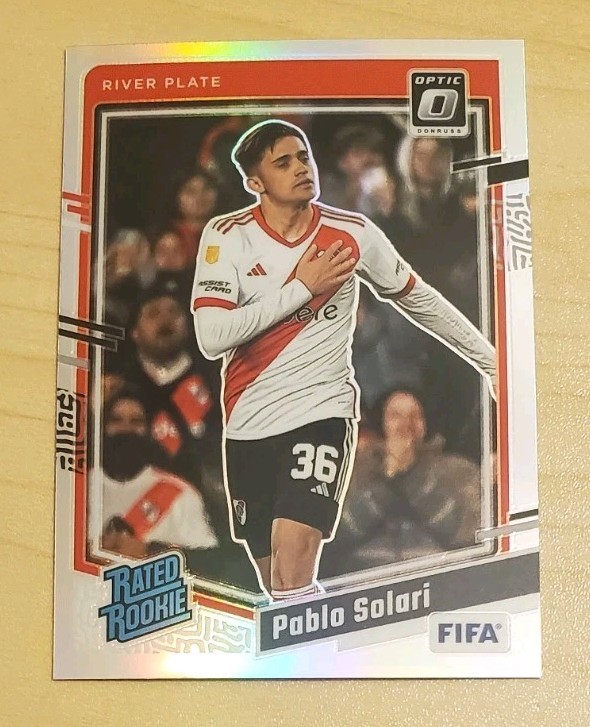 RIVER PLATE
OPTIC
DONRUSS
ASSIST
CARD
36
RATED
ROOKIE
Pablo Solari
FIFA®